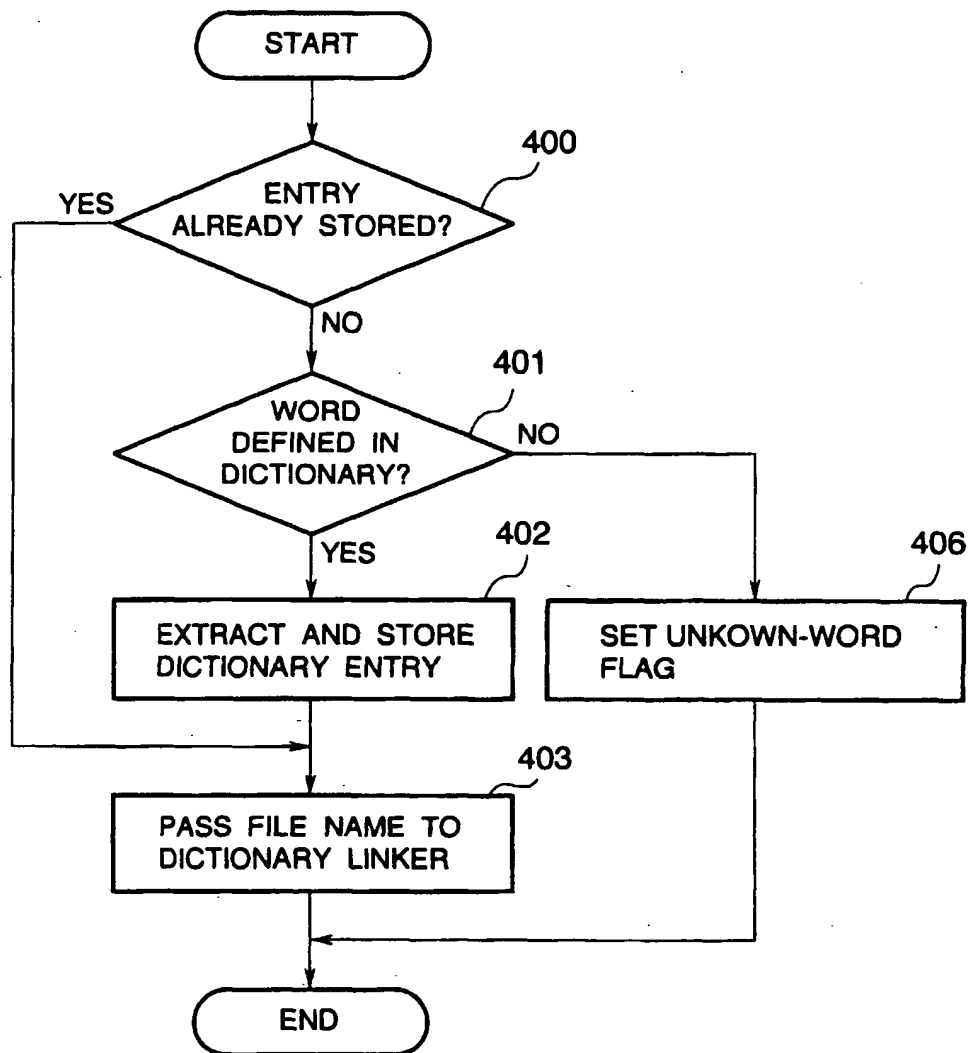 START
400
YES
ENTRY
ALREADY STORED?
NO
401
WORD
DEFINED IN
DICTIONARY?
NO
YES
402
406
EXTRACT AND STORE
DICTIONARY ENTRY
SET UNKOWN-WORD
FLAG
403
PASS FILE NAME TO
DICTIONARY LINKER
END